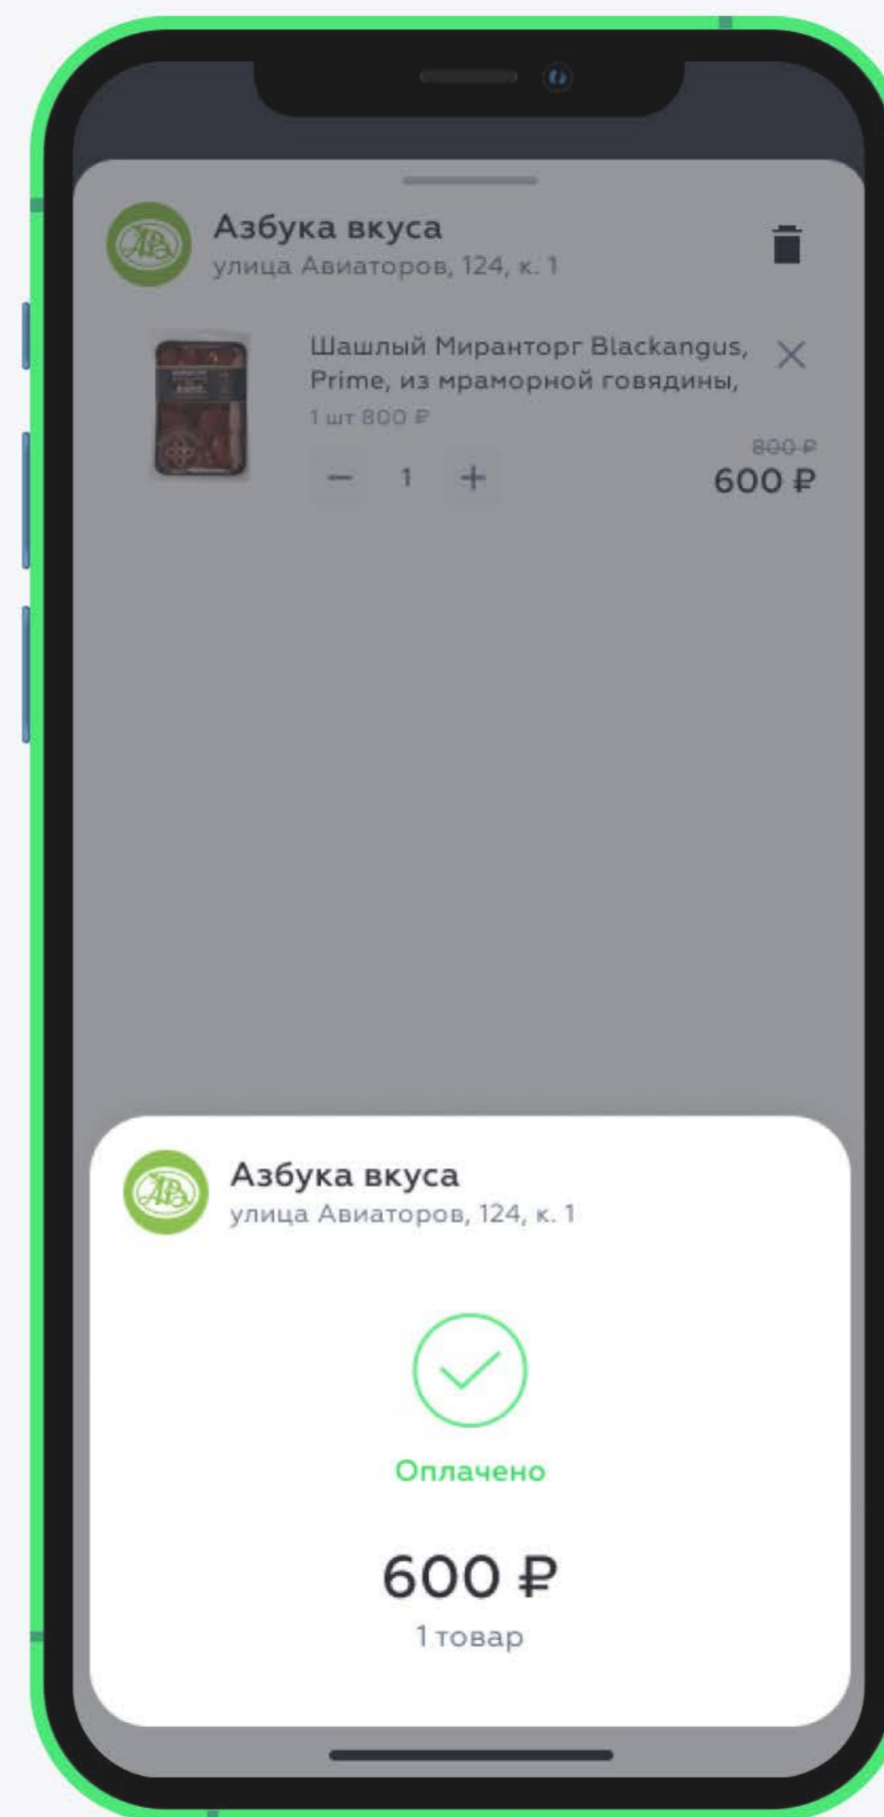 Азбука вкуса
улица Авиаторов, 124, к. 1
Шашлый Миранторг Blackangus,
Prime, из мраморной говядины,
1 шт 800 ₽
800 ₽
1
600 ₽
Азбука вкуса
улица Авиаторов, 124, к. 1
Оплачено
600 ₽
1 товар